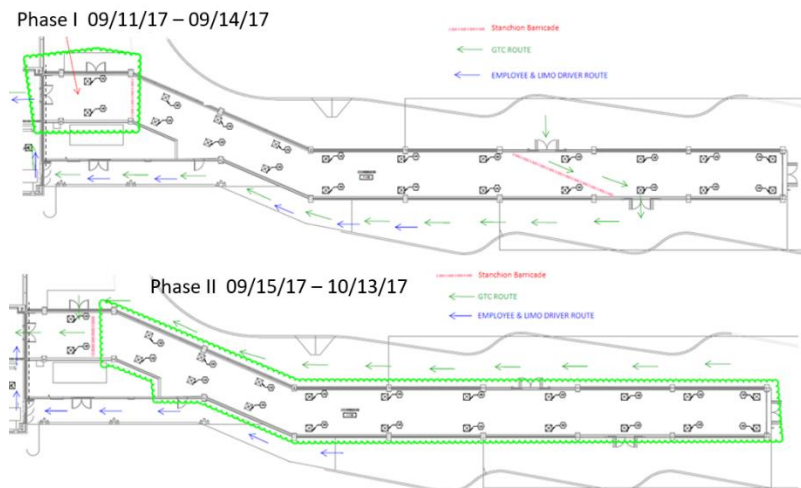 Phase I 09/11/17 – 09/14/17
Stanchion Barricade
GTC ROUTE
EMPLOYEE & LIMO DRIVER ROUTE
Phase II 09/15/17 – 10/13/17
Stanchion Barricade
GTC ROUTE
EMPLOYEE & LIMO DRIVER ROUTE